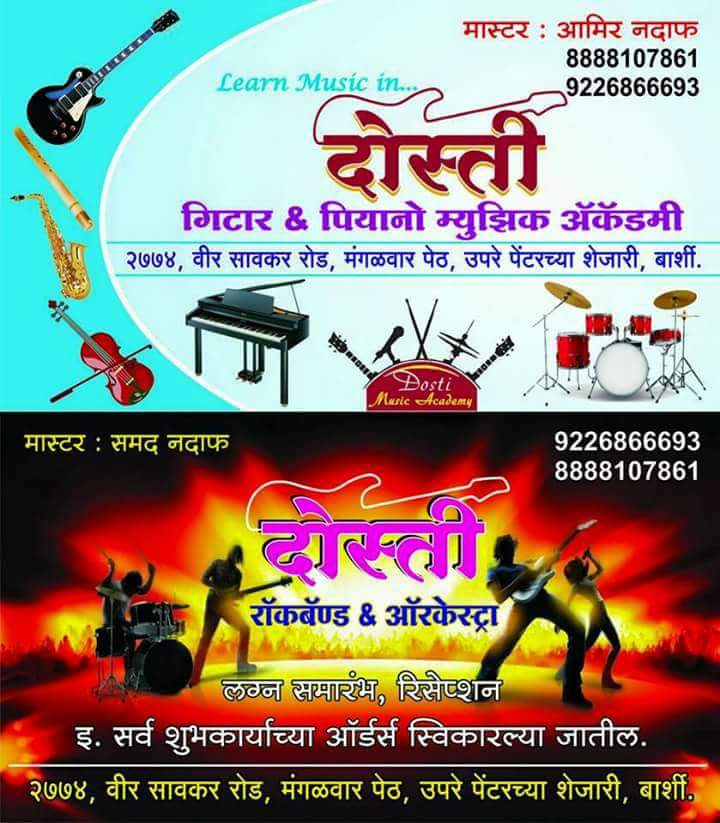 मास्टर : आमिर नदाफ
8888107861
9226866693
Learn Music in...
दोस्ती
गिटार & पियानो म्युझिक ॲकॅडमी
२७७४, वीर सावकर रोड, मंगळवार पेठ, उपरे पेंटरच्या शेजारी, बार्शी.
Dosti
Music Academy
मास्टर : समद नदाफ
9226866693
8888107861
दोस्ती
रॉकबॅण्ड & ऑरकेस्ट्रा
लग्न समारंभ, रिसेप्शन
इ. सर्व शुभकार्याच्या ऑर्डर्स स्विकारल्या जातील.
२७७४, वीर सावकर रोड, मंगळवार पेठ, उपरे पेंटरच्या शेजारी, बार्शी.